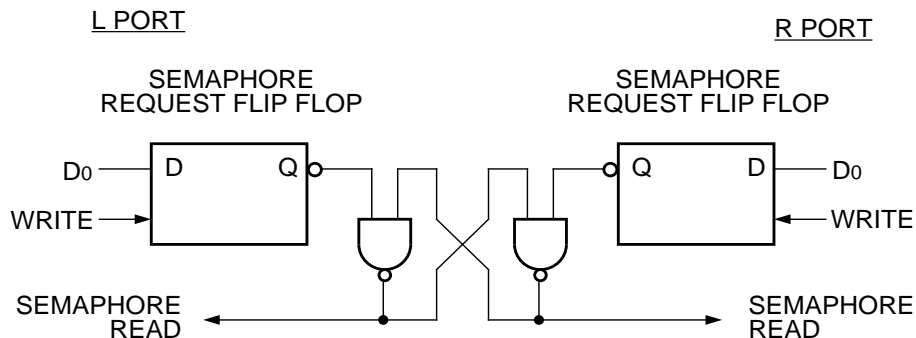 L PORT
R PORT
SEMAPHORE
REQUEST FLIP FLOP
SEMAPHORE
REQUEST FLIP FLOP
D0
D
Q
Q
D
D0
WRITE
WRITE
SEMAPHORE
READ
SEMAPHORE
READ